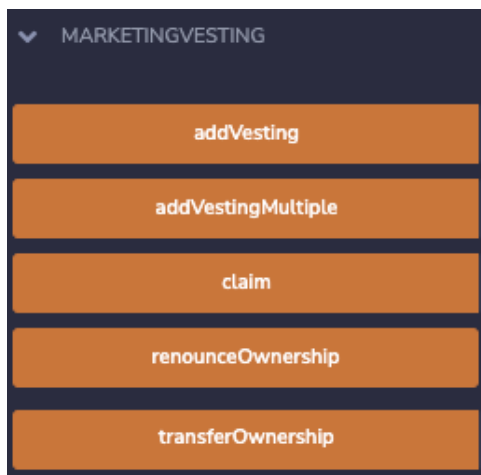 MARKETINGVESTING
addVesting
addVestingMultiple
claim
renounceOwnership
transferOwnership